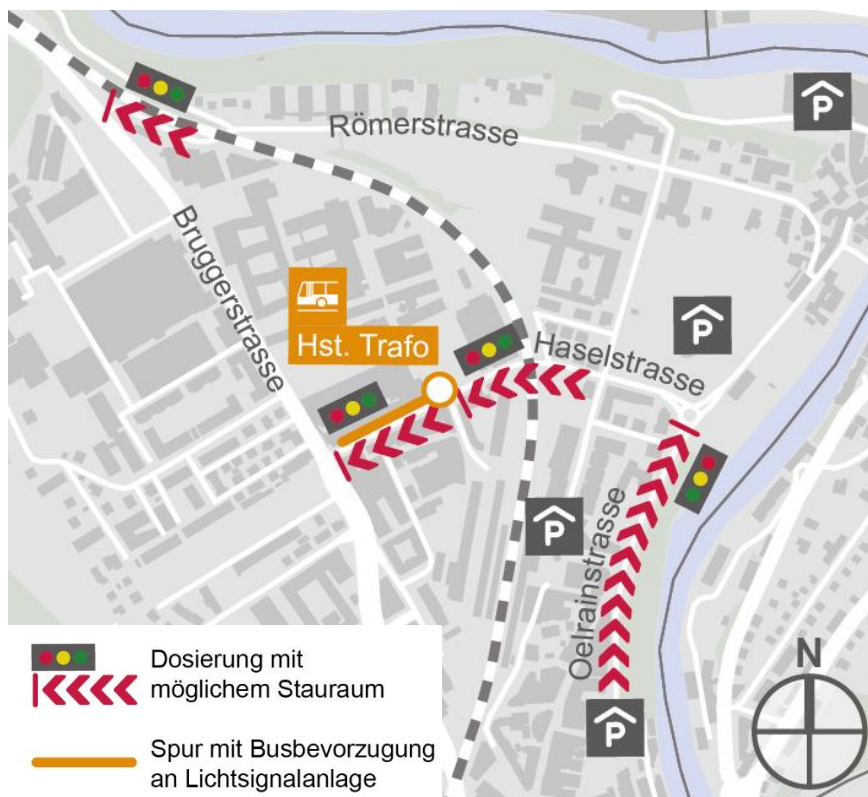 Römerstrasse
P
Bruggerstrasse
P
Hst. Trafo
Haselstrasse
P
Oelrainstrasse
P
N
Dosierung mit
möglichem Stauraum
Spur mit Busbevorzugung
an Lichtsignalanlage